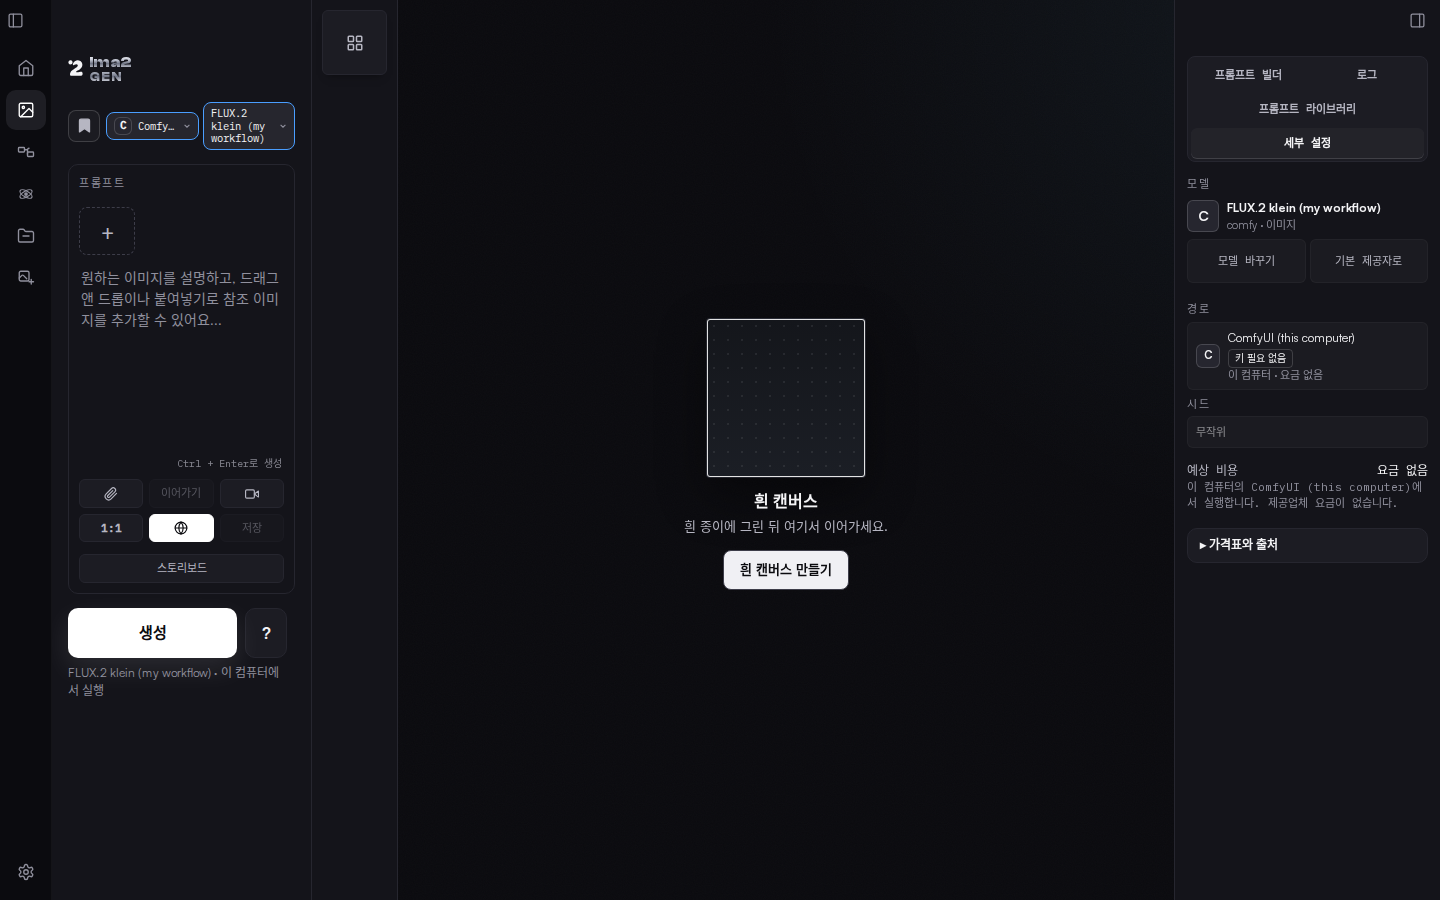 Ima2
GEN
C Comfy…
FLUX.2
klein (my
workflow)
프롬프트
+
원하는 이미지를 설명하고, 드래그
앤 드롭이나 붙여넣기로 참조 이미
지를 추가할 수 있어요...
Ctrl + Enter로 생성
이어가기
1:1
저장
스토리보드
생성
?
FLUX.2 klein (my workflow) · 이 컴퓨터에
서 실행
흰 캔버스
흰 종이에 그린 뒤 여기서 이어가세요.
흰 캔버스 만들기
프롬프트 빌더
로그
프롬프트 라이브러리
세부 설정
모델
C
FLUX.2 klein (my workflow)
comfy · 이미지
모델 바꾸기
기본 제공자로
경로
C
ComfyUI (this computer)
키 필요 없음
이 컴퓨터 · 요금 없음
시드
무작위
예상 비용
요금 없음
이 컴퓨터의 ComfyUI (this computer)에
서 실행합니다. 제공업체 요금이 없습니다.
▸ 가격표와 출처